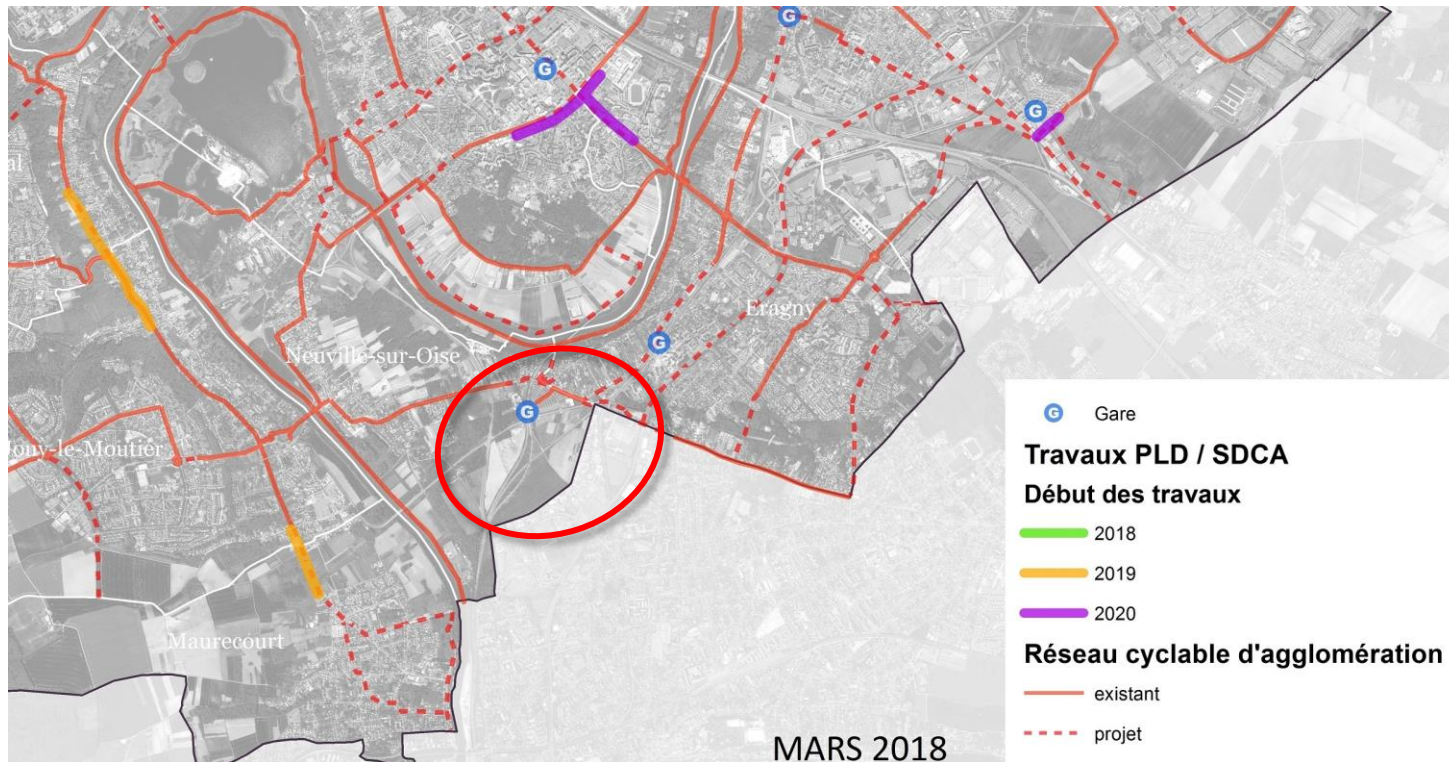 G
G
G
al
Eragny
G
Neuville-sur-Oise
G
Jouy-le-Moutier
Maurecourt
MARS 2018
G Gare
Travaux PLD / SDCA
Début des travaux
2018
2019
2020
Réseau cyclable d'agglomération
existant
projet